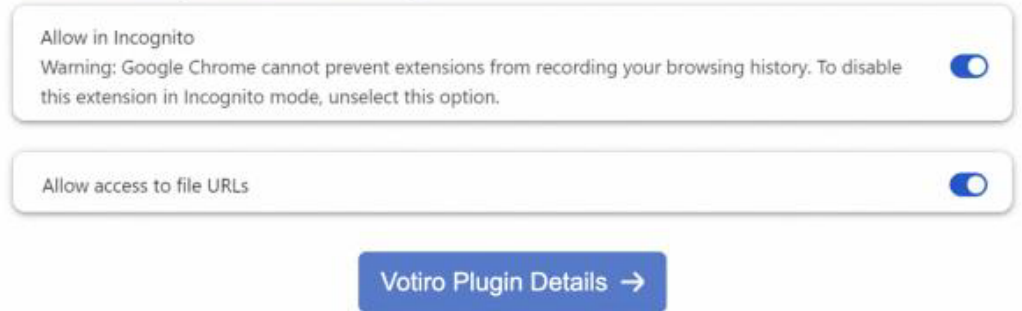 Allow in Incognito
Warning: Google Chrome cannot prevent extensions from recording your browsing history. To disable
this extension in Incognito mode, unselect this option.
Allow access to file URLs
Votiro Plugin Details →